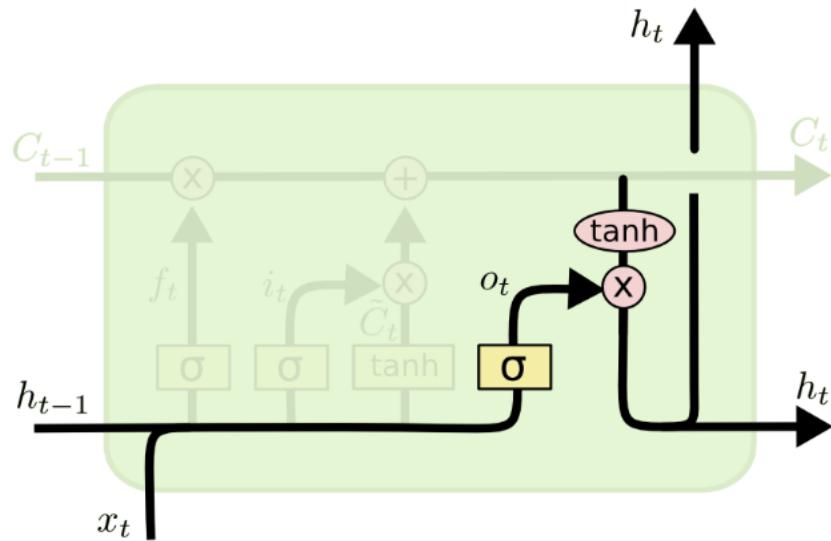 h_t
C_{t-1}
C_t
x
+
tanh
f_t
i_t
x
o_t
x
C̃_t
σ
σ
tanh
σ
h_{t-1}
h_t
x_t